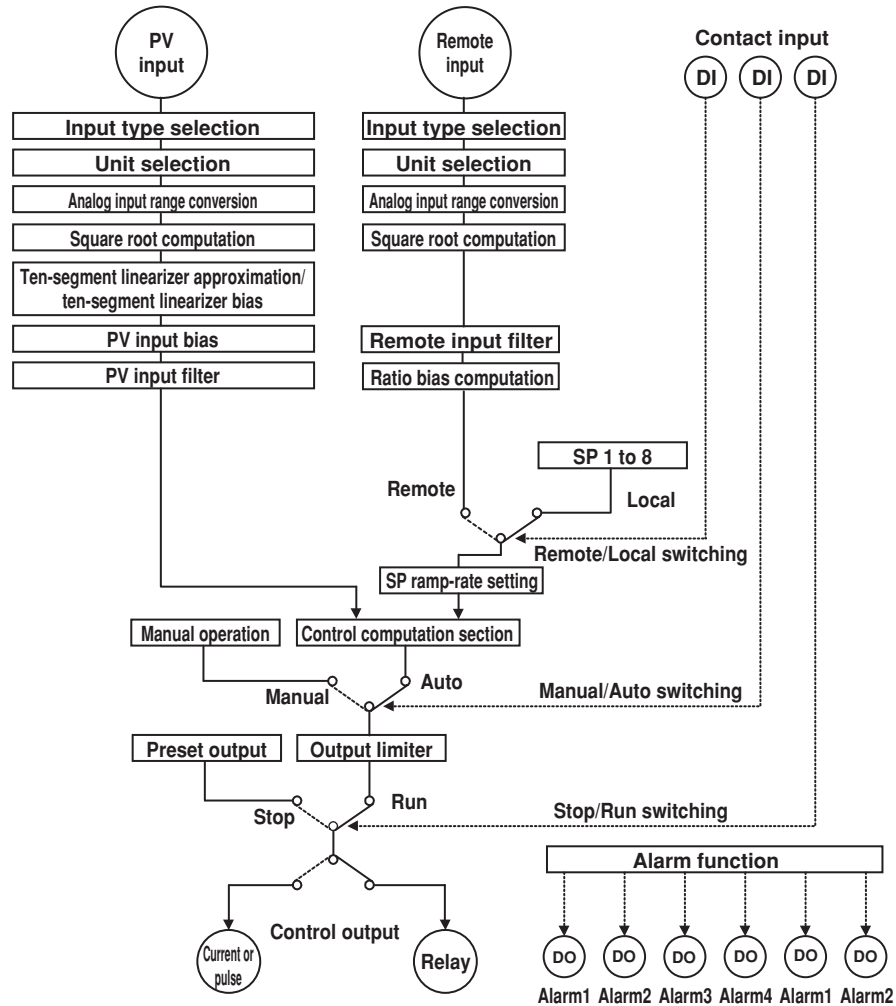 PV
input
Remote
input
Contact input
DI
DI
DI
Input type selection
Unit selection
Analog input range conversion
Square root computation
Ten-segment linearizer approximation/
ten-segment linearizer bias
PV input bias
PV input filter
Input type selection
Unit selection
Analog input range conversion
Square root computation
Remote input filter
Ratio bias computation
SP 1 to 8
Remote
Local
Remote/Local switching
SP ramp-rate setting
Manual operation
Control computation section
Manual
Auto
Manual/Auto switching
Preset output
Output limiter
Stop
Run
Stop/Run switching
Control output
Current or
pulse
Relay
Alarm function
DO
DO
DO
DO
DO
DO
Alarm1
Alarm2
Alarm3
Alarm4
Alarm1
Alarm2